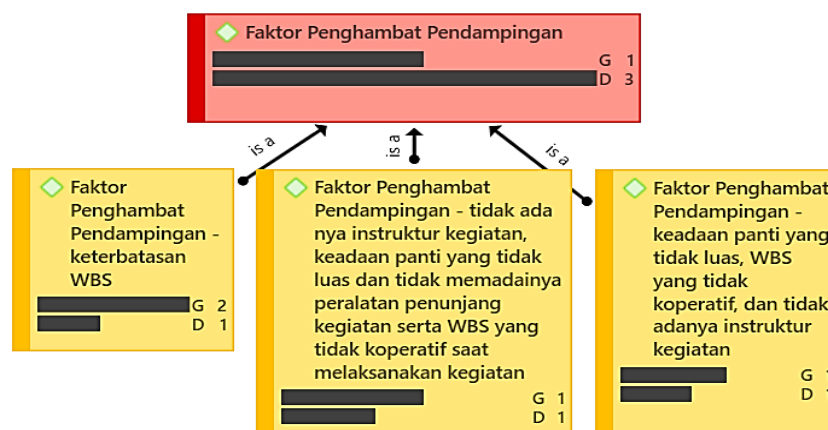 Faktor Penghambat Pendampingan
G 1
D 3
is a
is a
is a
Faktor
Penghambat
Pendampingan -
keterbatasan
WBS
G 2
D 1
Faktor Penghambat
Pendampingan - tidak ada
nya instruktur kegiatan,
keadaan panti yang tidak
luas dan tidak memadainya
peralatan penunjang
kegiatan serta WBS yang
tidak koperatif saat
melaksanakan kegiatan
G 1
D 1
Faktor Penghambat
Pendampingan -
keadaan panti yang
tidak luas, WBS
yang tidak
koperatif, dan tidak
adanya instruktur
kegiatan
G
D